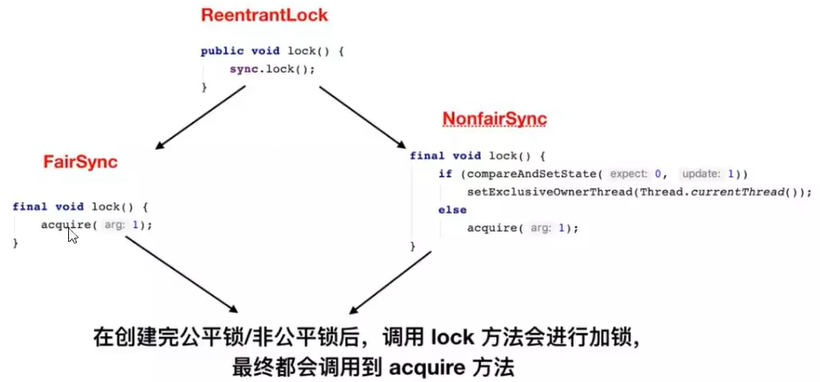 ReentrantLock
public void lock() {
sync.lock();
}
FairSync
final void lock() {
acquire( arg: 1);
}
NonfairSync
final void lock() {
if (compareAndSetState( expect: 0, update: 1))
setExclusiveOwnerThread(Thread.currentThread());
else
acquire( arg: 1);
}
在创建完公平锁/非公平锁后，调用 lock 方法会进行加锁，
最终都会调用到 acquire 方法